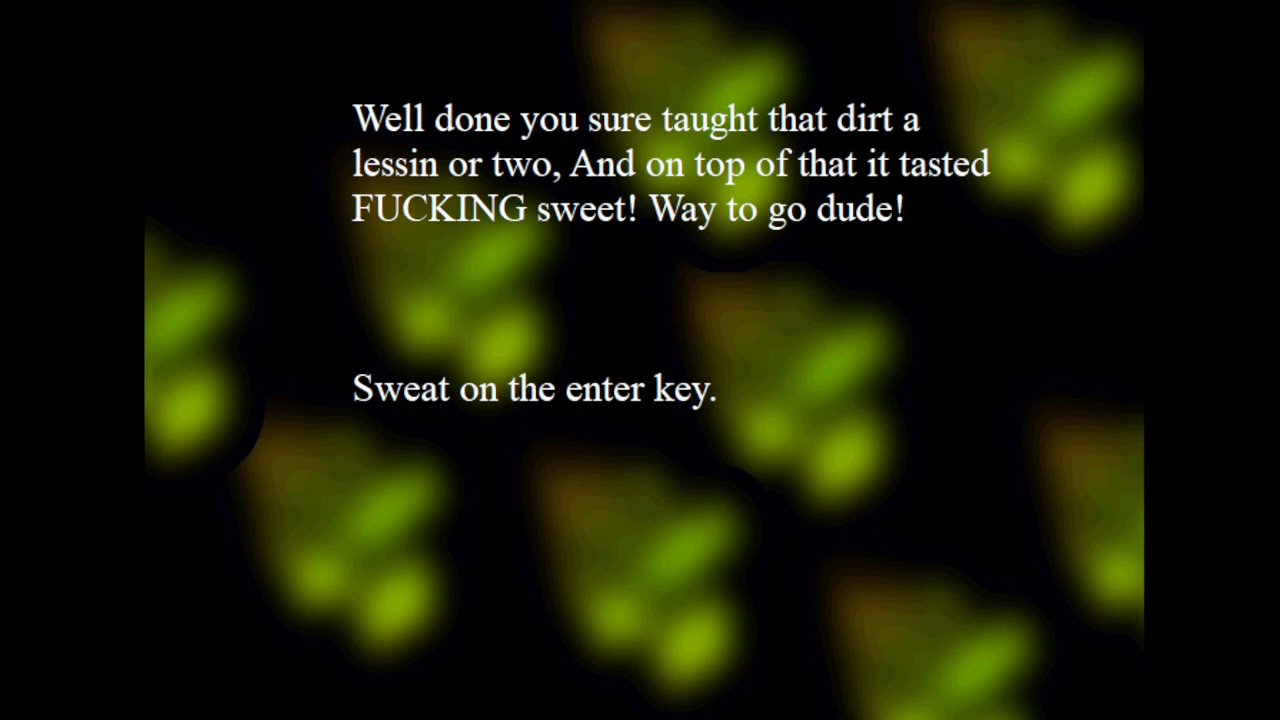 Well done you sure taught that dirt a
lessin or two, And on top of that it tasted
FUCKING sweet! Way to go dude!
Sweat on the enter key.